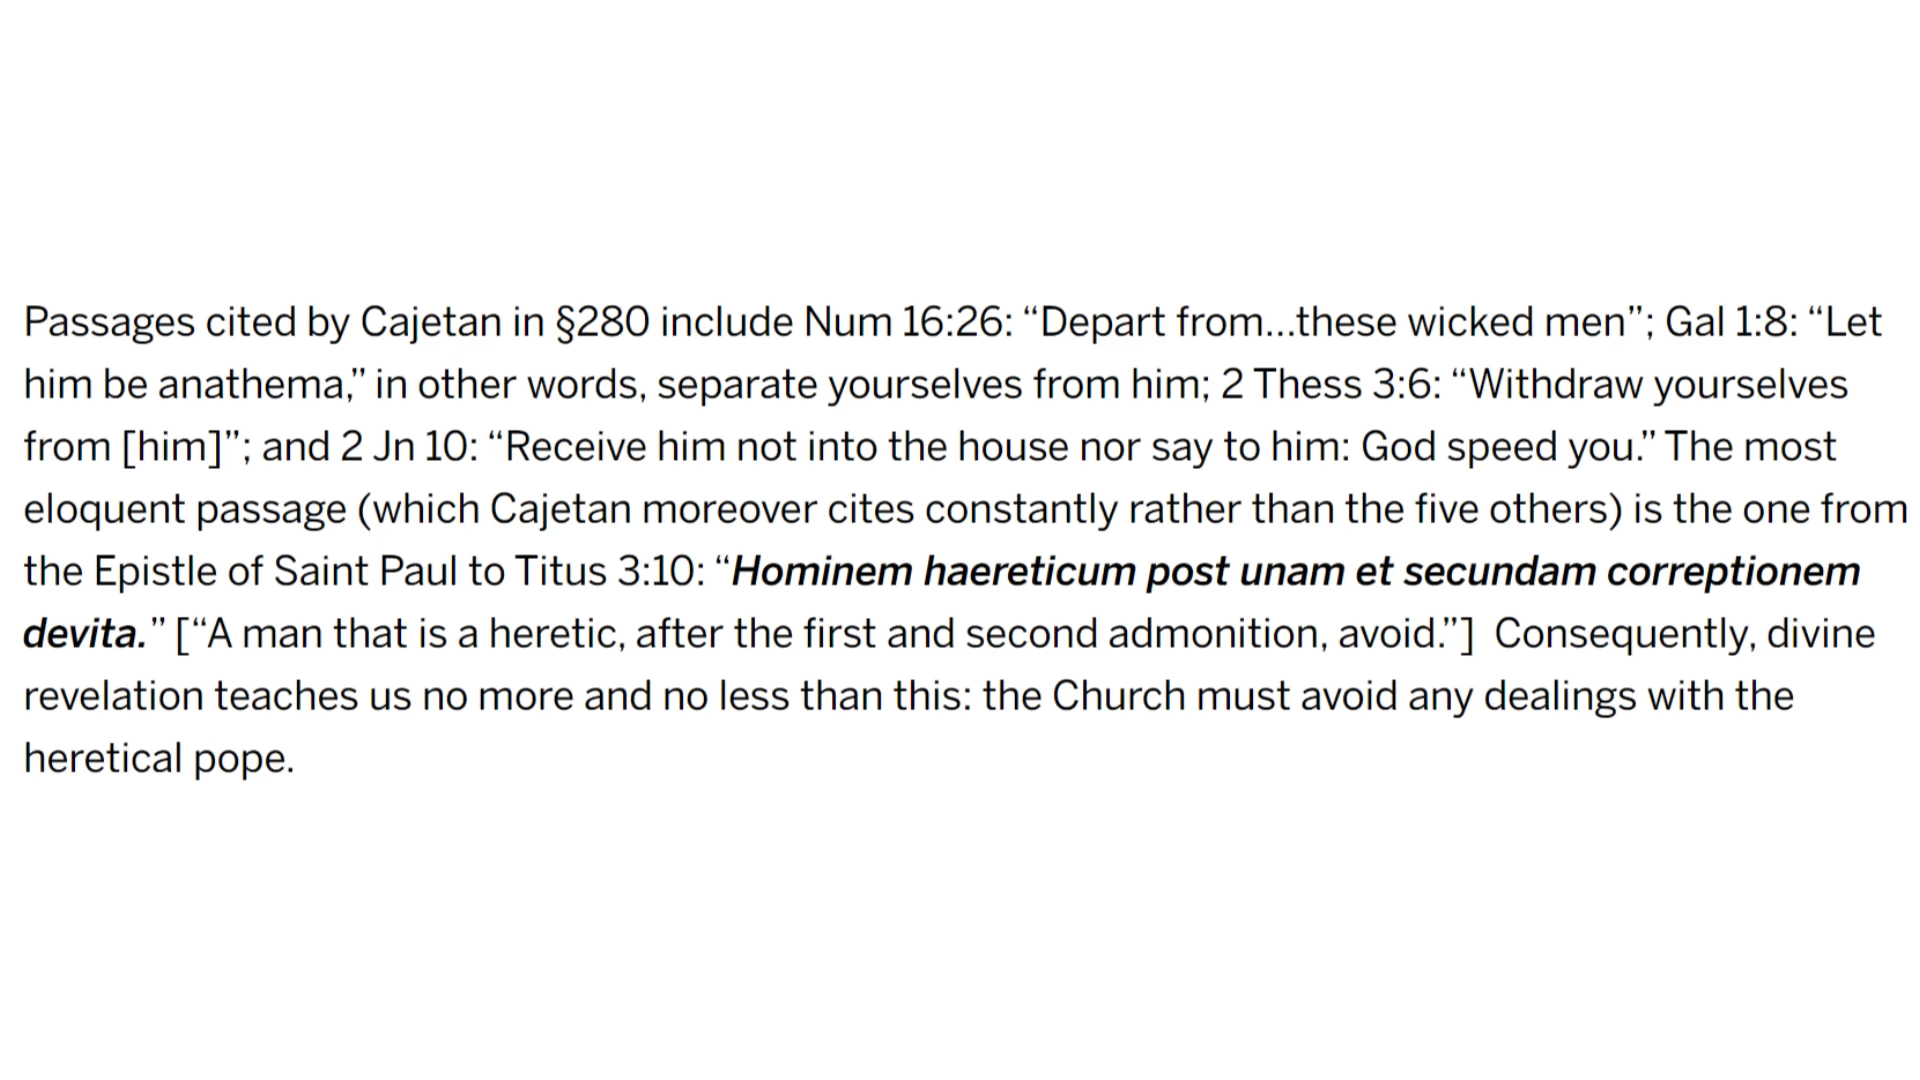 Passages cited by Cajetan in §280 include Num 16:26: “Depart from...these wicked men”; Gal 1:8: “Let
him be anathema,” in other words, separate yourselves from him; 2 Thess 3:6: “Withdraw yourselves
from [him]”; and 2 Jn 10: “Receive him not into the house nor say to him: God speed you.” The most
eloquent passage (which Cajetan moreover cites constantly rather than the five others) is the one from
the Epistle of Saint Paul to Titus 3:10: “Hominem haereticum post unam et secundam correptionem
devita.” [“A man that is a heretic, after the first and second admonition, avoid.”] Consequently, divine
revelation teaches us no more and no less than this: the Church must avoid any dealings with the
heretical pope.